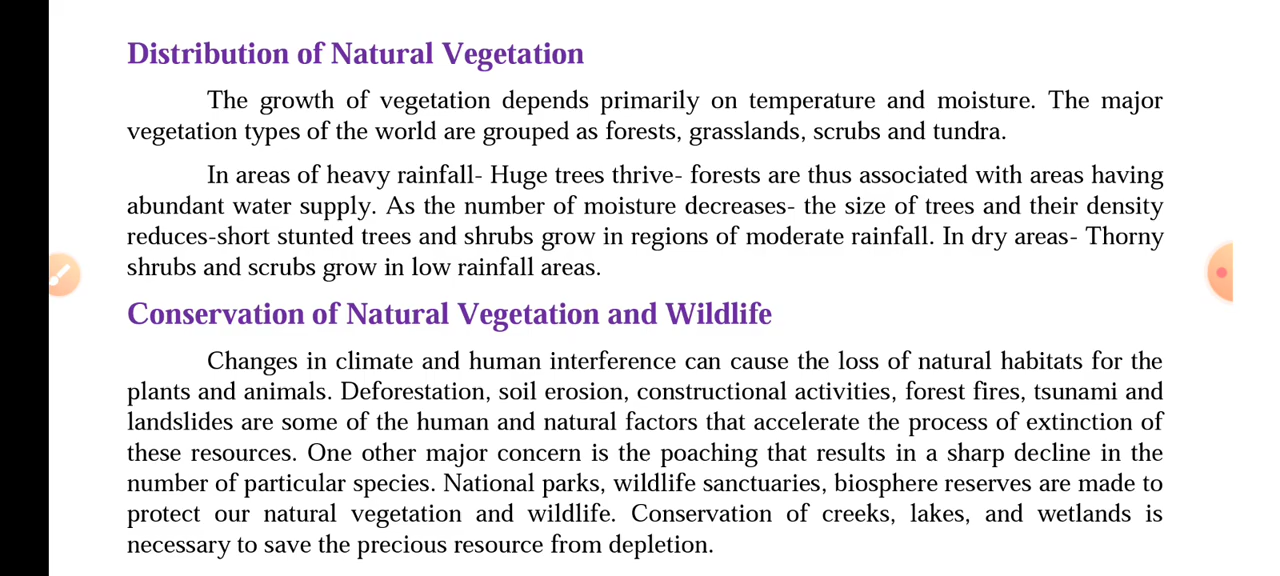 Distribution of Natural Vegetation
The growth of vegetation depends primarily on temperature and moisture. The major
vegetation types of the world are grouped as forests, grasslands, scrubs and tundra.
In areas of heavy rainfall- Huge trees thrive- forests are thus associated with areas having
abundant water supply. As the number of moisture decreases- the size of trees and their density
reduces-short stunted trees and shrubs grow in regions of moderate rainfall. In dry areas- Thorny
shrubs and scrubs grow in low rainfall areas.
Conservation of Natural Vegetation and Wildlife
Changes in climate and human interference can cause the loss of natural habitats for the
plants and animals. Deforestation, soil erosion, constructional activities, forest fires, tsunami and
landslides are some of the human and natural factors that accelerate the process of extinction of
these resources. One other major concern is the poaching that results in a sharp decline in the
number of particular species. National parks, wildlife sanctuaries, biosphere reserves are made to
protect our natural vegetation and wildlife. Conservation of creeks, lakes, and wetlands is
necessary to save the precious resource from depletion.